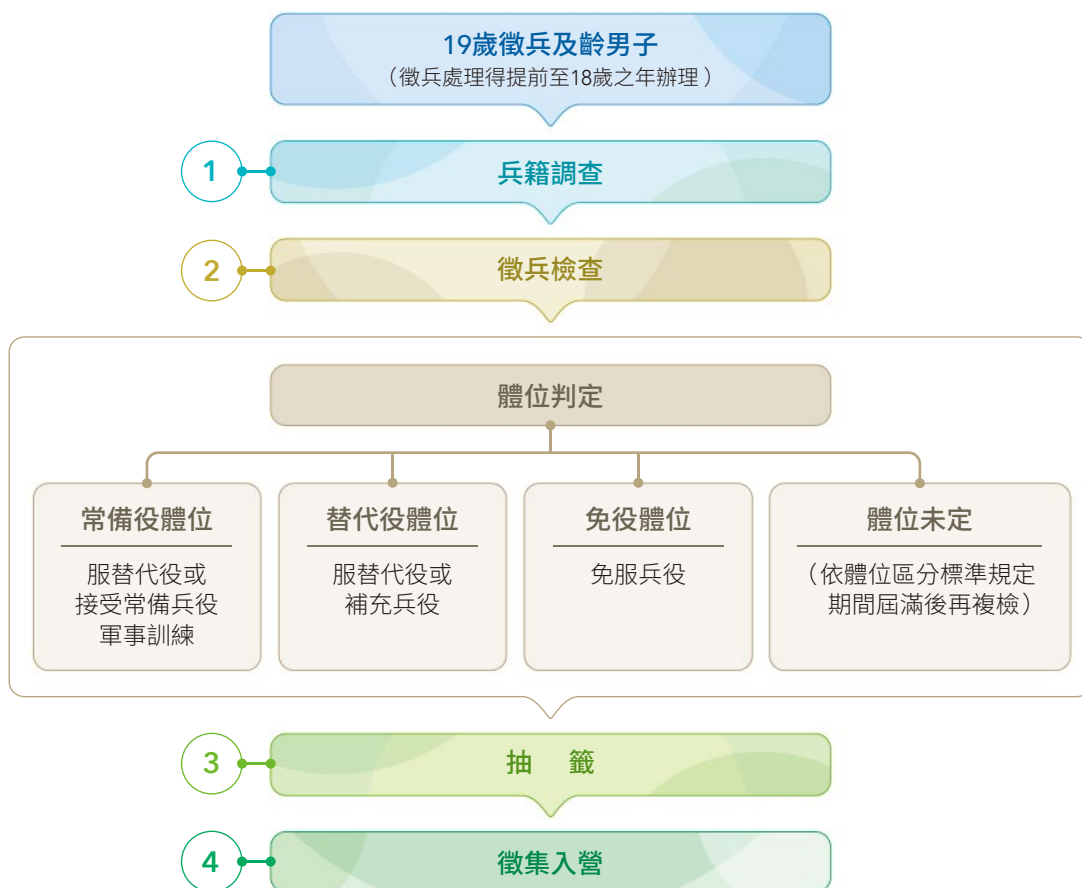 19歲徵兵及齡男子
（徵兵處理得提前至18歲之年辦理）
1
兵籍調查
2
徵兵檢查
體位判定
常備役體位
服替代役或
接受常備兵役
軍事訓練
替代役體位
服替代役或
補充兵役
免役體位
免服兵役
體位未定
（依體位區分標準規定
期間屆滿後再複檢）
3
抽 籤
4
徵集入營